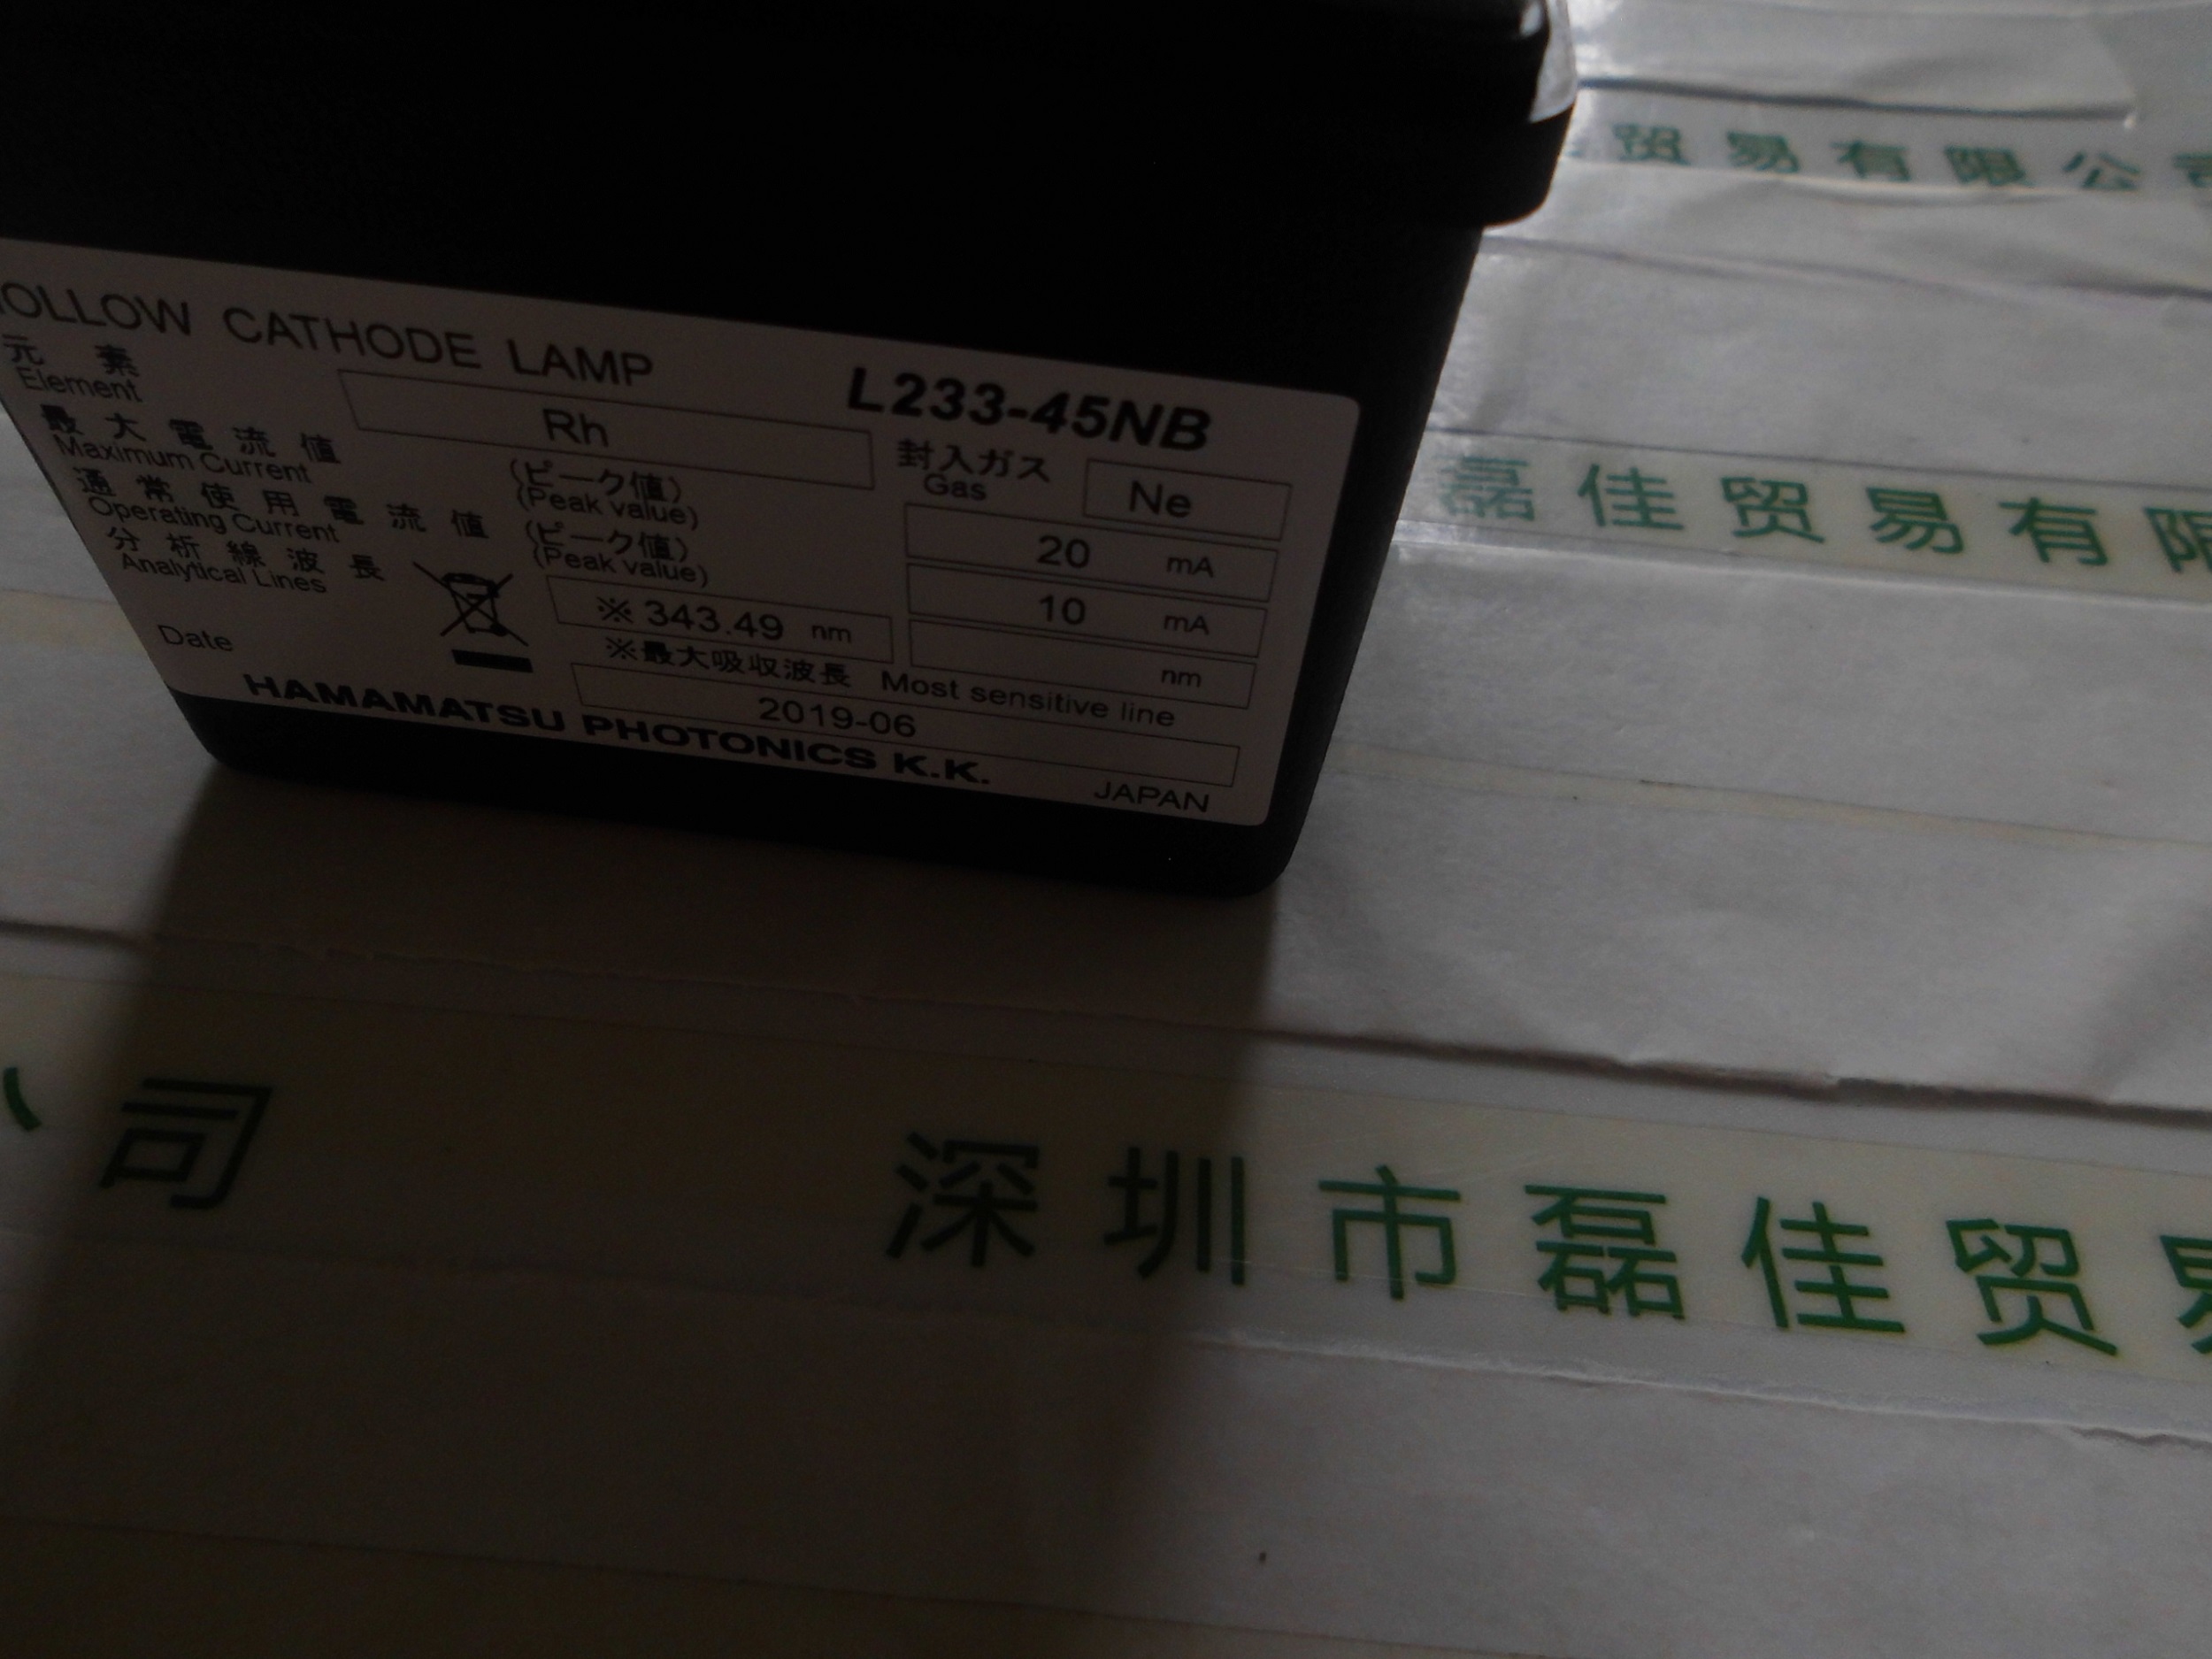 OLLOW CATHODE LAMP L233-45NB
元素 Rh 封入ガス Ne
Element Gas
最大電流値 (ピーク値) 20 mA
Maximum Current (Peak value)
通常使用電流値 (ピーク値) 10 mA
Operating Current (Peak value)
分析線波長 ※ 343.49 nm nm
Analytical Lines
※最大吸収波長 Most sensitive line
Date 2019-06
HAMAMATSU PHOTONICS K.K. JAPAN
贸易有限公司
磊佳贸易有限
公司 深圳市磊佳贸易